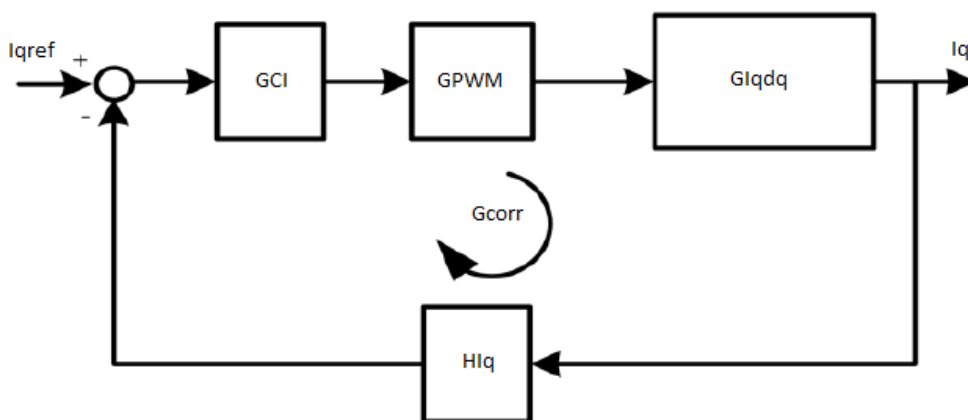 Iqref
+
-
GCI
GPWM
GIqdq
Iq
Gcorr
HIq